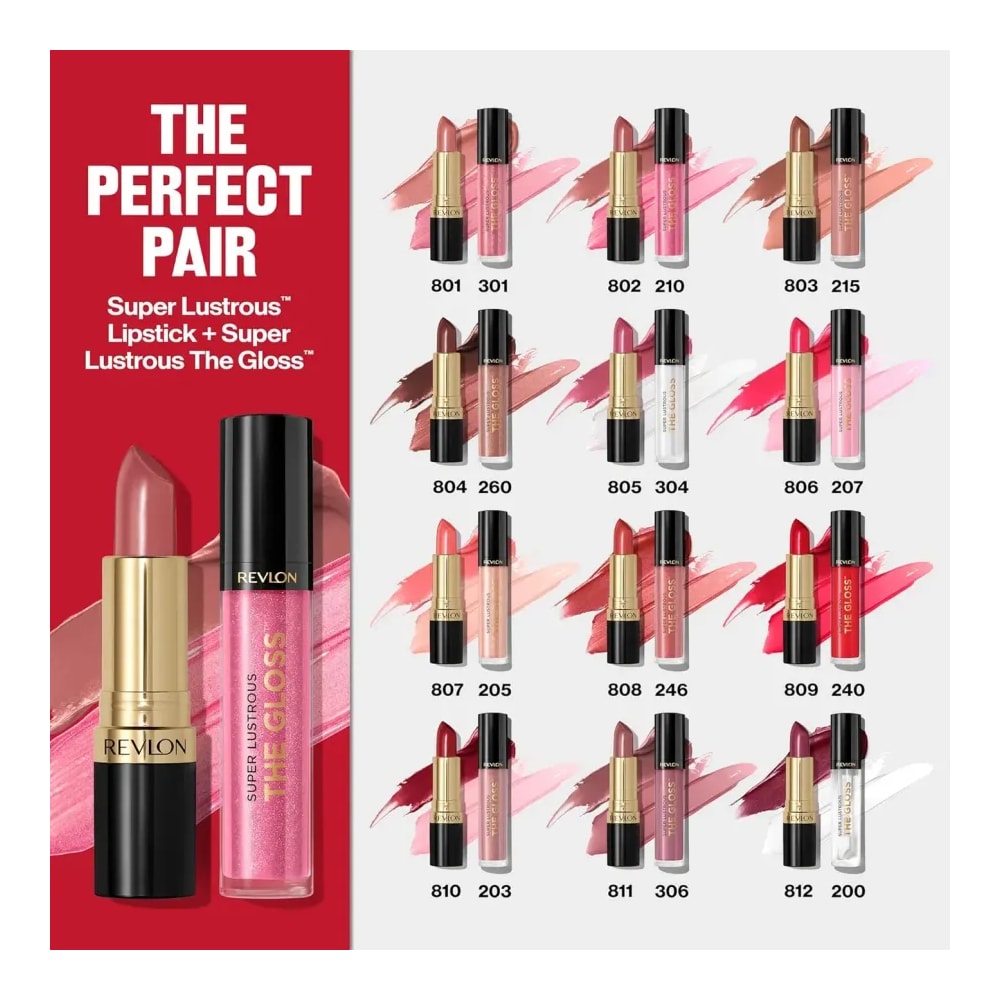 THE
PERFECT
PAIR
Super Lustrous™
Lipstick + Super
Lustrous The Gloss™
REVLON
REVLON
SUPER LUSTROUS
THE GLOSS
801 301
802 210
803 215
804 260
805 304
806 207
807 205
808 246
809 240
810 203
811 306
812 200